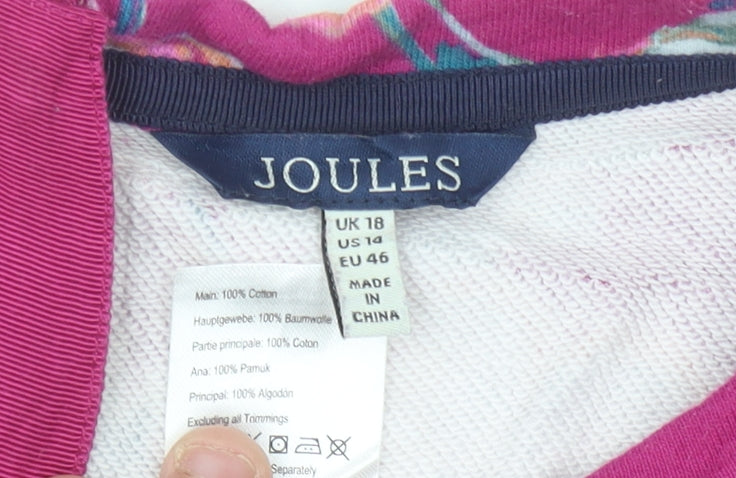 JOULES
UK 18
US 14
EU 46
MADE
IN
CHINA
Main: 100% Cotton
Hauptgewebe: 100% Baumwolle
Parte principale: 100% Coton
Ana: 100% Pamuk
Principal: 100% Algodón
Excluding all Trimmings
Separately